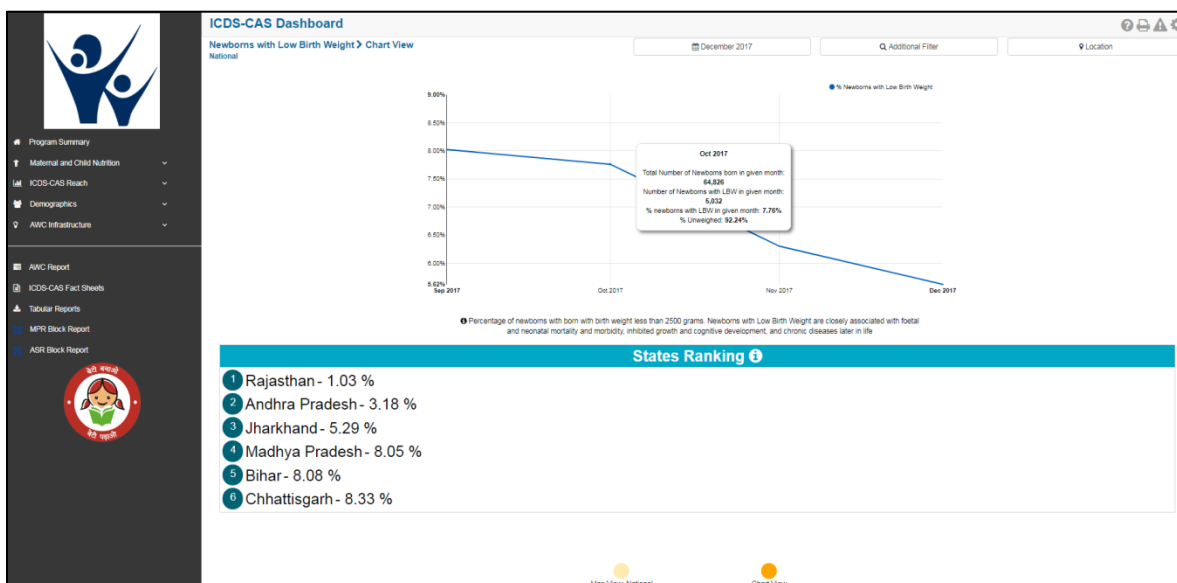 ICDS-CAS Dashboard
Newborns with Low Birth Weight > Chart View
National
December 2017
Additional Filter
Location
Program Summary
Maternal and Child Nutrition
ICDS-CAS Reach
Demographics
AWC Infrastructure
AWC Report
ICDS-CAS Fact Sheets
Tabular Reports
MPR Block Report
ASR Block Report
बेटी बचाओ
बेटी पढ़ाओ
% Newborns with Low Birth Weight
9.00%
8.50%
8.00%
7.50%
7.00%
6.50%
6.00%
5.62%
Sep 2017
Oct 2017
Nov 2017
Dec 2017
Oct 2017
Total Number of Newborns born in given month:
64,826
Number of Newborns with LBW in given month:
5,032
% newborns with LBW in given month: 7.76%
% Unweighed: 92.24%
Percentage of newborns with born with birth weight less than 2500 grams. Newborns with Low Birth Weight are closely associated with foetal
and neonatal mortality and morbidity, inhibited growth and cognitive development, and chronic diseases later in life
States Ranking
1 Rajasthan - 1.03 %
2 Andhra Pradesh - 3.18 %
3 Jharkhand - 5.29 %
4 Madhya Pradesh - 8.05 %
5 Bihar - 8.08 %
6 Chhattisgarh - 8.33 %
Map View: National
Chart View